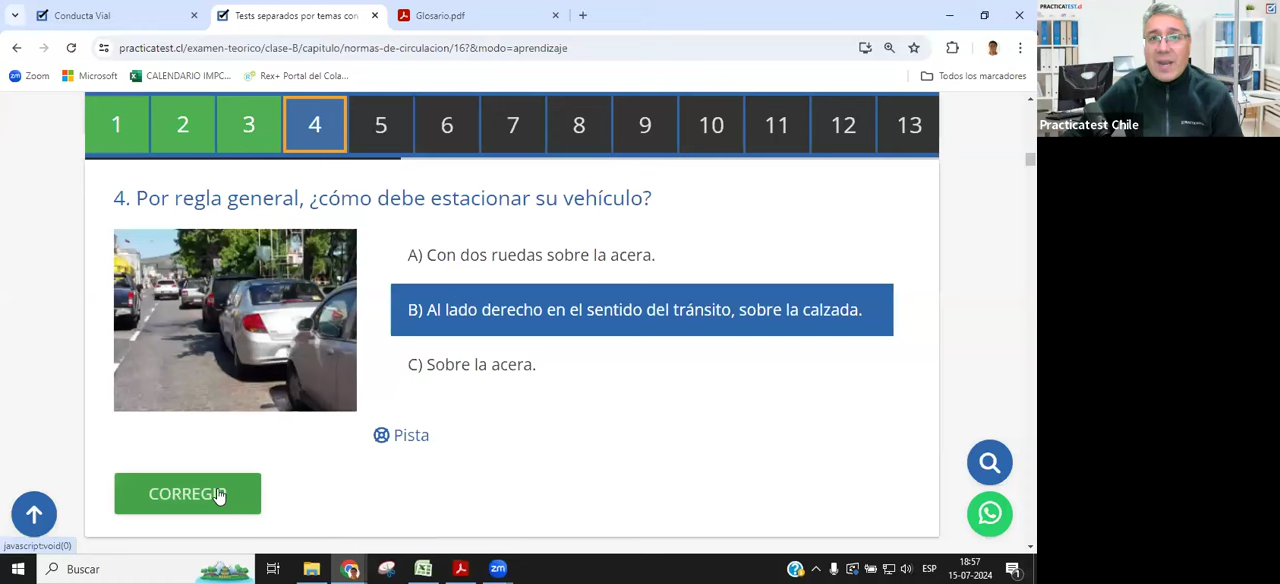 Conducta Vial
Tests separados por temas con
Glosario.pdf
practicatest.cl/examen-teorico/clase-B/capitulo/normas-de-circulacion/16?&modo=aprendizaje
Zoom
Microsoft
CALENDARIO IMPC...
Rex+ Portal del Cola...
Todos los marcadores
1 2 3 4 5 6 7 8 9 10 11 12 13
4. Por regla general, ¿cómo debe estacionar su vehículo?
A) Con dos ruedas sobre la acera.
B) Al lado derecho en el sentido del tránsito, sobre la calzada.
C) Sobre la acera.
Pista
CORREGI
javascript:void(0)
Buscar
ESP
18:57
15-07-2024
PRACTICATEST.cl
Practicatest Chile